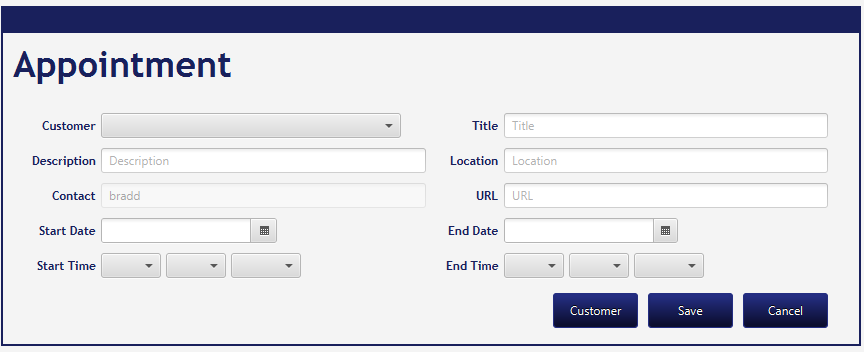 Appointment
Customer Title Title
Description Description Location Location
Contact bradd URL URL
Start Date End Date
Start Time End Time
Customer Save Cancel